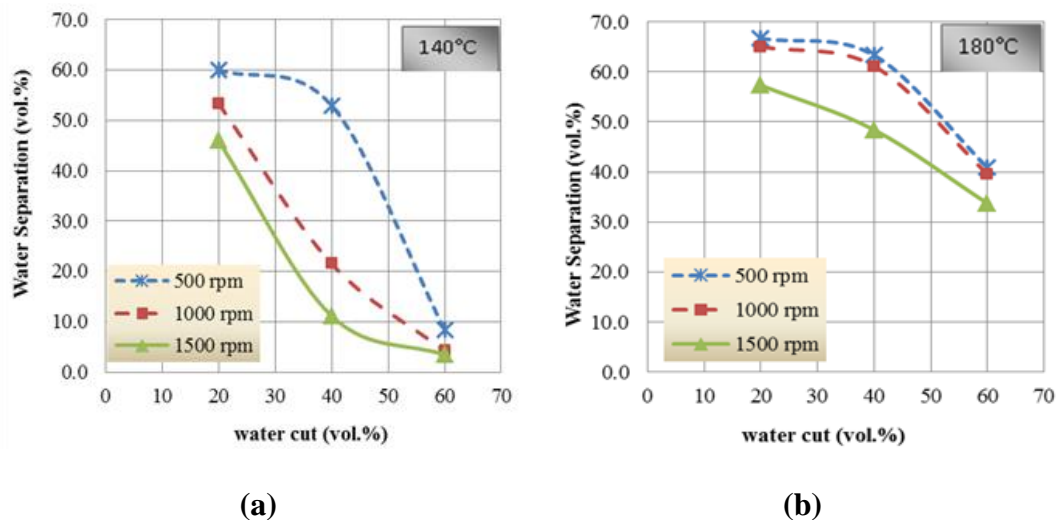 70.0
60.0
50.0
40.0
30.0
20.0
10.0
0.0
Water Separation (vol.%)
140°C
500 rpm
1000 rpm
1500 rpm
0 10 20 30 40 50 60 70
water cut (vol.%)
(a)
70.0
60.0
50.0
40.0
30.0
20.0
10.0
0.0
Water Separation (vol.%)
180°C
500 rpm
1000 rpm
1500 rpm
0 10 20 30 40 50 60 70
water cut (vol.%)
(b)